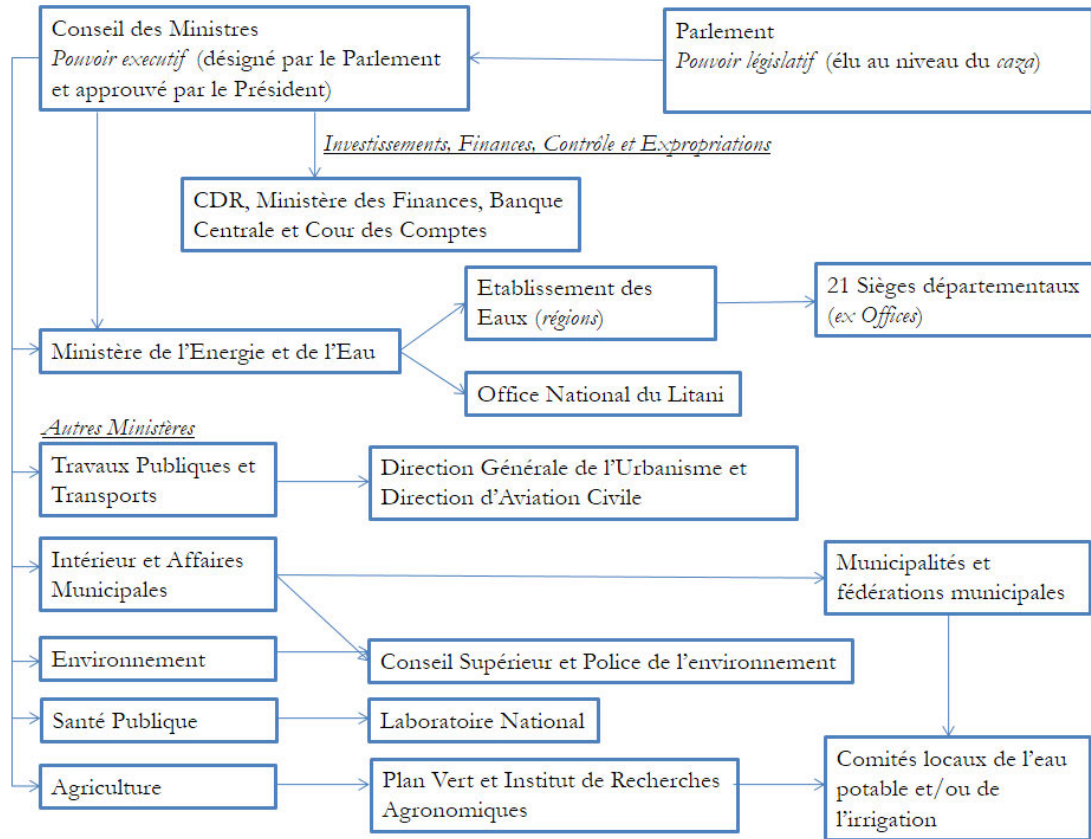 Conseil des Ministres
Pouvoir executif (désigné par le Parlement
et approuvé par le Président)
Parlement
Pouvoir législatif (élu au niveau du caza)
Investissements, Finances, Contrôle et Expropriations
CDR, Ministère des Finances, Banque
Centrale et Cour des Comptes
Etablissement des
Eaux (régions)
21 Sièges départementaux
(ex Offices)
Ministère de l'Energie et de l'Eau
Office National du Litani
Autres Ministères
Travaux Publiques et
Transports
Direction Générale de l'Urbanisme et
Direction d'Aviation Civile
Intérieur et Affaires
Municipales
Municipalités et
fédérations municipales
Environnement
Conseil Supérieur et Police de l'environnement
Santé Publique
Laboratoire National
Agriculture
Plan Vert et Institut de Recherches
Agronomiques
Comités locaux de l'eau
potable et/ou de
l'irrigation